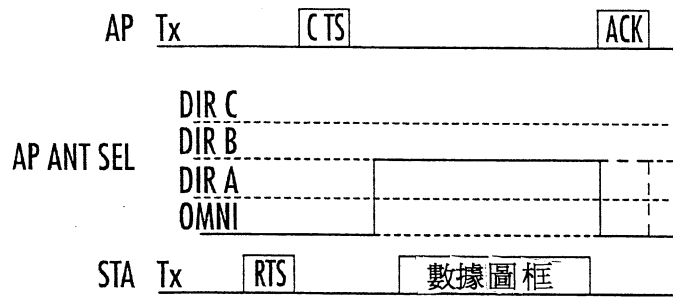 AP Tx CTS ACK
DIR C
DIR B
AP ANT SEL
DIR A
OMNI
STA Tx RTS 數據圖框